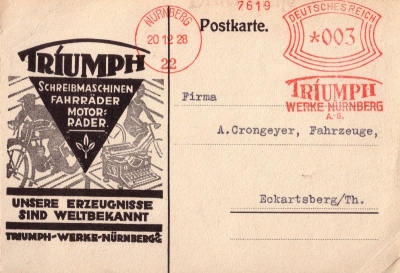 7619
NÜRNBERG
20 12 28
22
Postkarte.
DEUTSCHES REICH
*003
TRIUMPH
WERKE NÜRNBERG
A.-G.
TRIUMPH
SCHREIBMASCHINEN
FAHRRÄDER
MOTOR-
RÄDER.
UNSERE ERZEUGNISSE
SIND WELTBEKANNT
TRIUMPH-WERKE-NÜRNBERG A.G.
Firma
A.Crongeyer, Fahrzeuge,
Eckartsberg/Th.